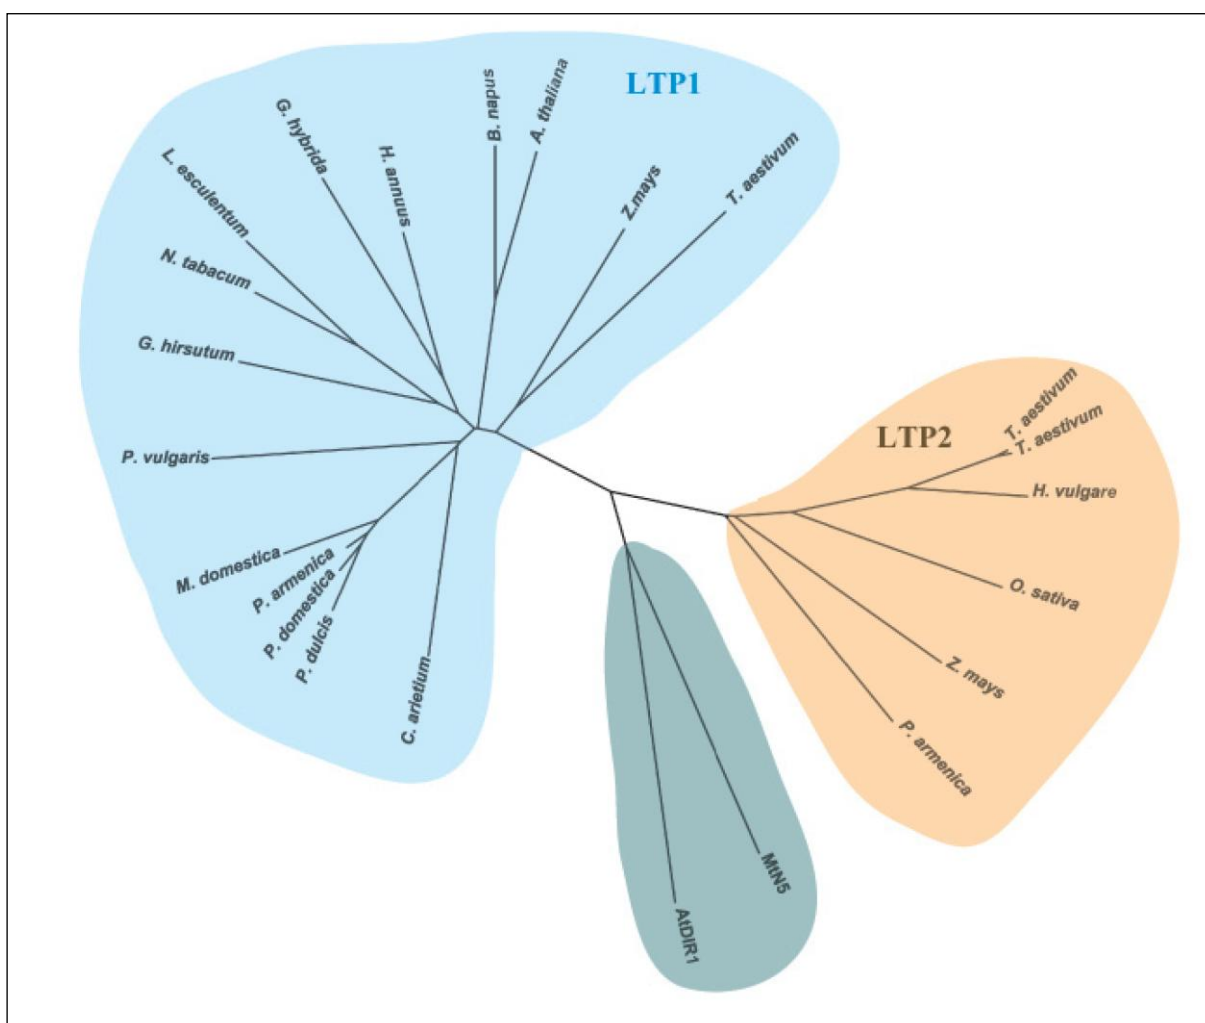 LTP1
B. napus
A. thaliana
G. hybrida
H. annuus
L. esculentum
Z.mays
T. aestivum
N. tabacum
G. hirsutum
P. vulgaris
M. domestica
P. armenica
P. domestica
P. dulcis
C. arietium
LTP2
T. aestivum
T. aestivum
H. vulgare
O. sativa
Z. mays
P. armenica
MtN5
AtDIR1